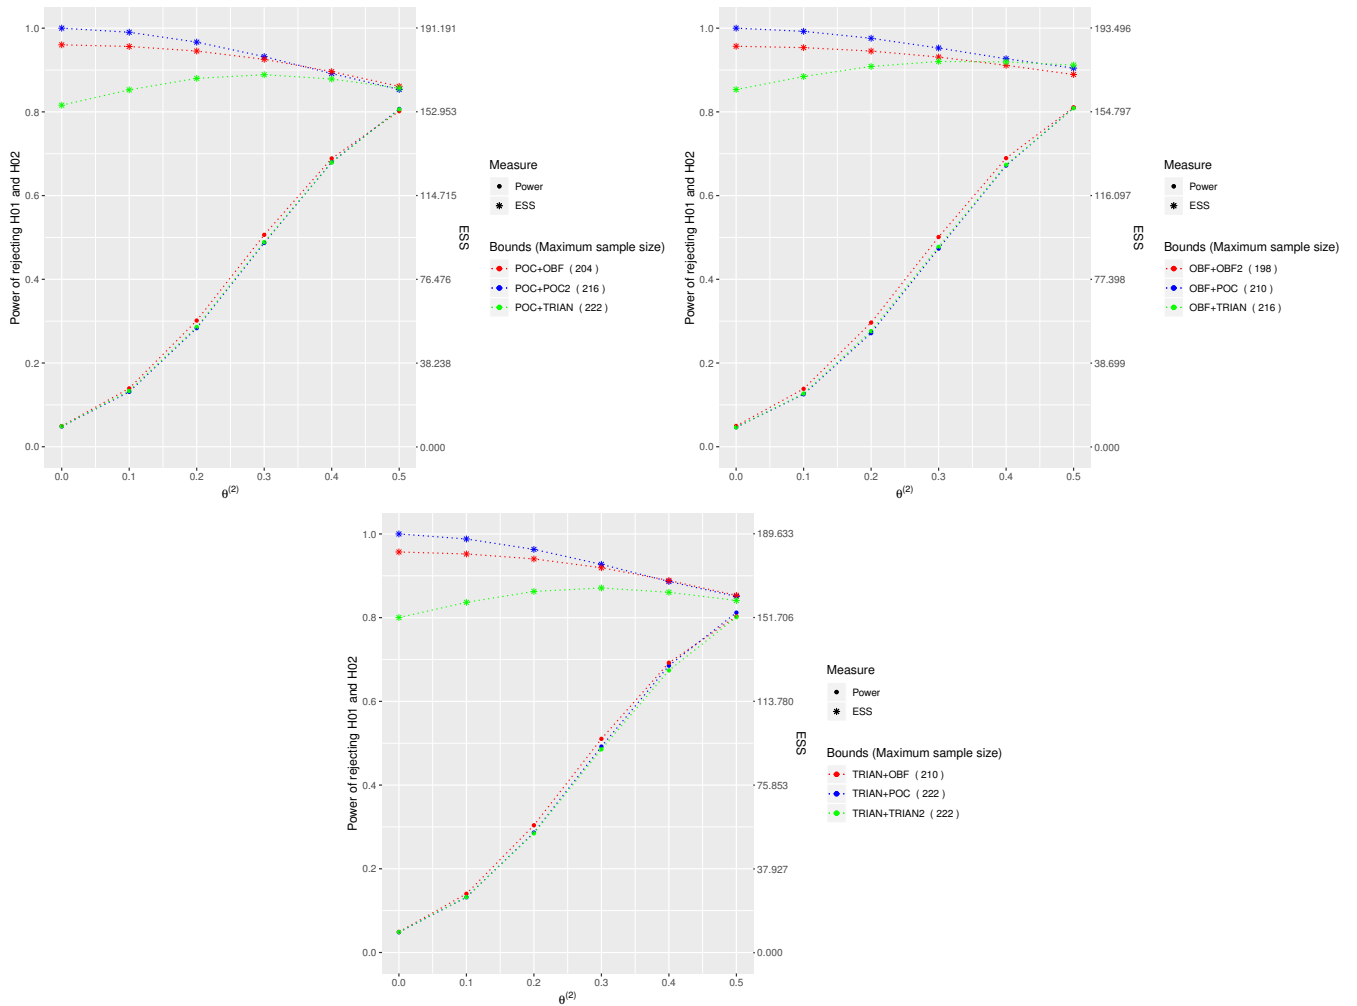 Power of rejecting H01 and H02
1.0
0.8
0.6
0.4
0.2
0.0
0.0 0.1 0.2 0.3 0.4 0.5
θ(2)
191.191
152.953
114.715
76.476
38.238
0.000
ESS
Measure
Power
ESS
Bounds (Maximum sample size)
POC+OBF ( 204 )
POC+POC2 ( 216 )
POC+TRIAN ( 222 )
Power of rejecting H01 and H02
1.0
0.8
0.6
0.4
0.2
0.0
0.0 0.1 0.2 0.3 0.4 0.5
θ(2)
193.496
154.797
116.097
77.398
38.699
0.000
ESS
Measure
Power
ESS
Bounds (Maximum sample size)
OBF+OBF2 ( 198 )
OBF+POC ( 210 )
OBF+TRIAN ( 216 )
Power of rejecting H01 and H02
1.0
0.8
0.6
0.4
0.2
0.0
0.0 0.1 0.2 0.3 0.4 0.5
θ(2)
189.633
151.706
113.780
75.853
37.927
0.000
ESS
Measure
Power
ESS
Bounds (Maximum sample size)
TRIAN+OBF ( 210 )
TRIAN+POC ( 222 )
TRIAN+TRIAN2 ( 222 )